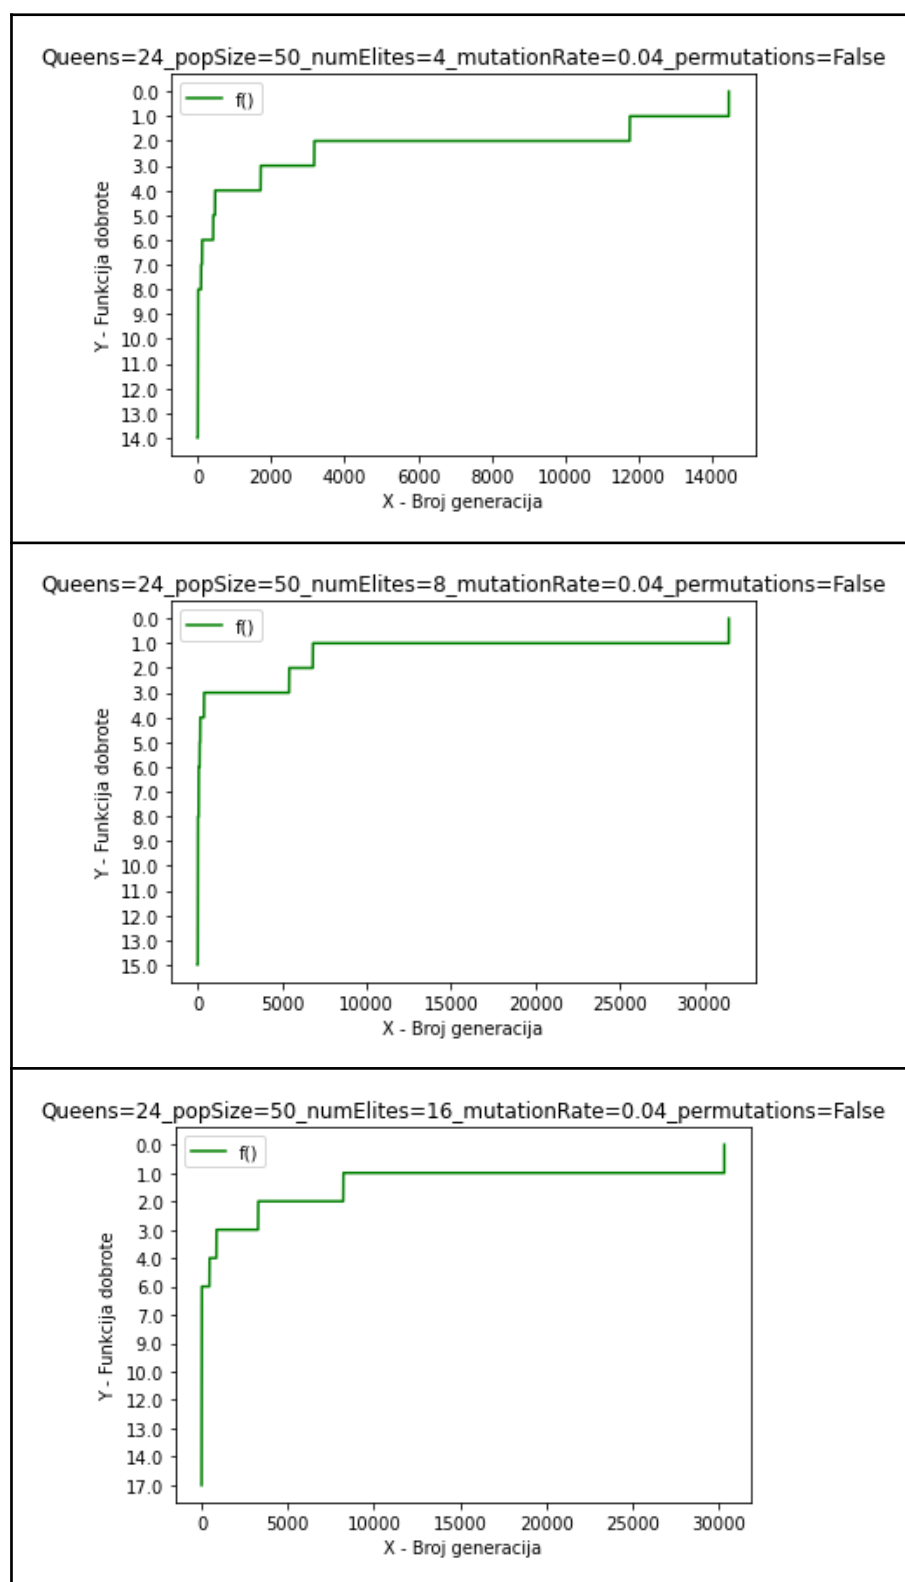 Queens=24_popSize=50_numElites=4_mutationRate=0.04_permutations=False
f()
Y - Funkcija dobrote
0.0
1.0
2.0
3.0
4.0
5.0
6.0
7.0
8.0
9.0
10.0
11.0
12.0
13.0
14.0
0 2000 4000 6000 8000 10000 12000 14000
X - Broj generacija
Queens=24_popSize=50_numElites=8_mutationRate=0.04_permutations=False
f()
Y - Funkcija dobrote
0.0
1.0
2.0
3.0
4.0
5.0
6.0
7.0
8.0
9.0
10.0
11.0
12.0
13.0
15.0
0 5000 10000 15000 20000 25000 30000
X - Broj generacija
Queens=24_popSize=50_numElites=16_mutationRate=0.04_permutations=False
f()
Y - Funkcija dobrote
0.0
1.0
2.0
3.0
4.0
6.0
7.0
9.0
10.0
12.0
13.0
14.0
17.0
0 5000 10000 15000 20000 25000 30000
X - Broj generacija